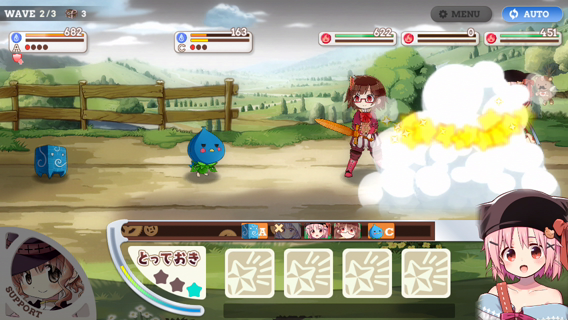 WAVE 2/3 3
MENU
AUTO
682
A
163
C
622
0
451
A
C
とっておき
SUPPORT